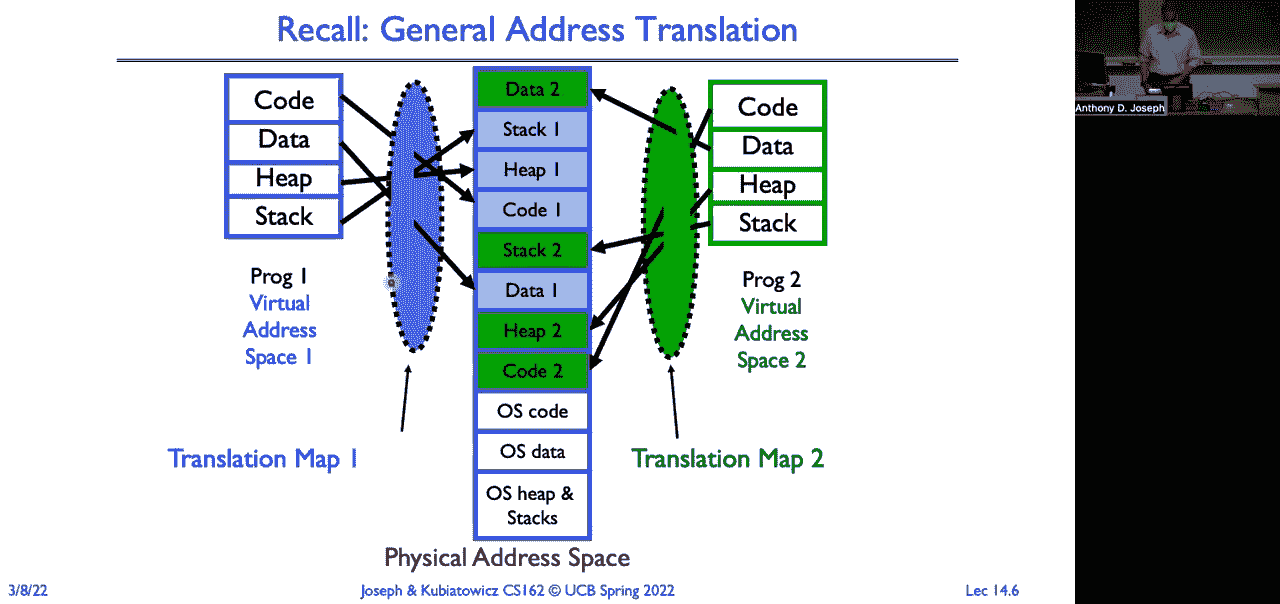 Recall: General Address Translation
Anthony D. Joseph
Code
Data
Heap
Stack
Prog 1
Virtual
Address
Space 1
Translation Map 1
Data 2
Stack 1
Heap 1
Code 1
Stack 2
Data 1
Heap 2
Code 2
OS code
OS data
OS heap &
Stacks
Physical Address Space
Code
Data
Heap
Stack
Prog 2
Virtual
Address
Space 2
Translation Map 2
3/8/22
Joseph & Kubiatowicz CS162 © UCB Spring 2022
Lec 14.6